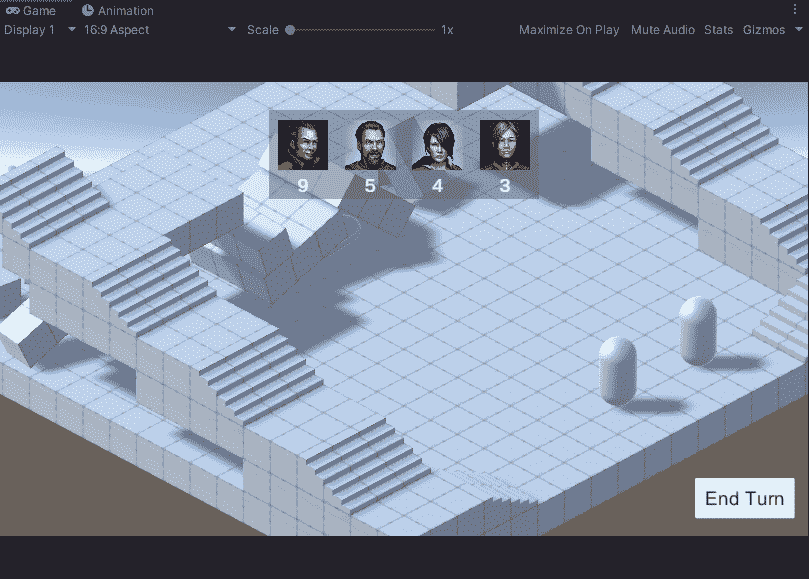 Game Animation
Display 1 16:9 Aspect Scale 1x Maximize On Play Mute Audio Stats Gizmos
9 5 4 3
End Turn